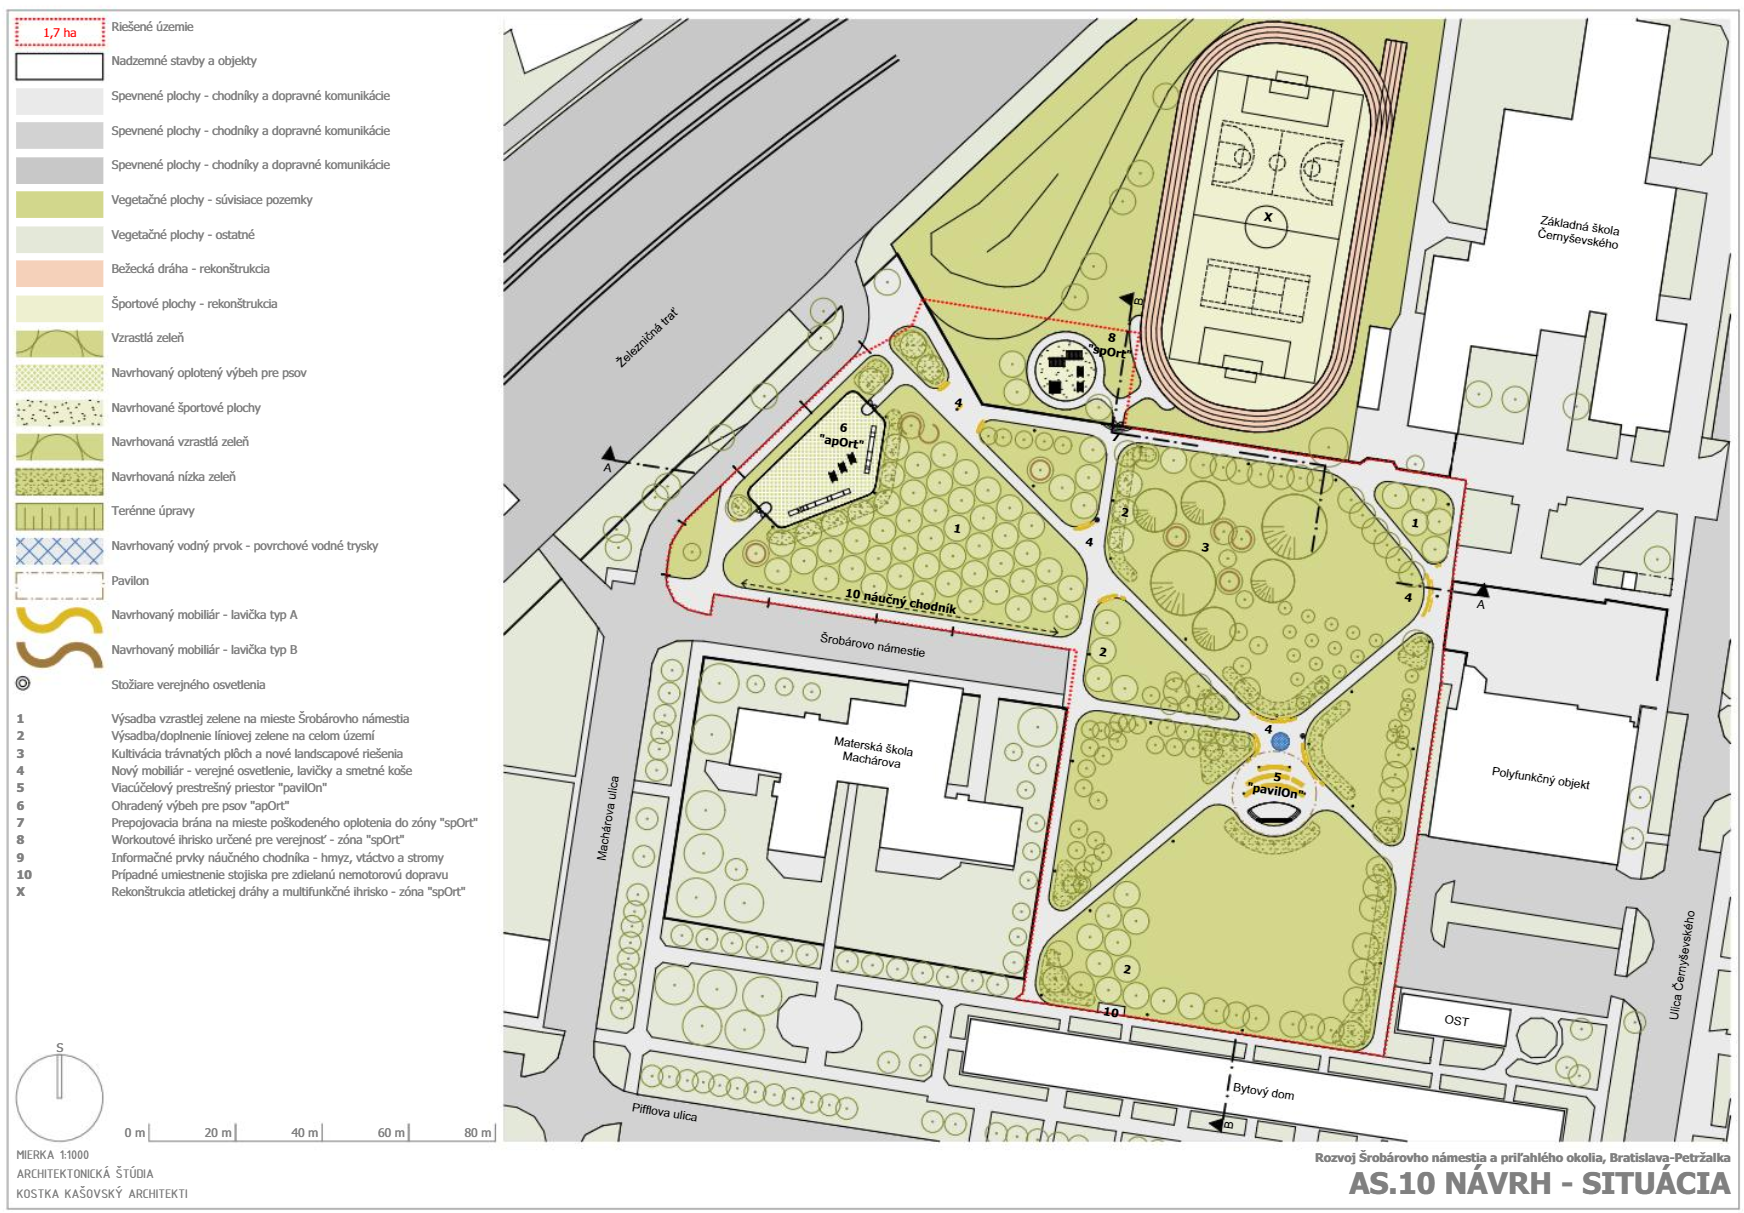 1,7 ha
Riešené územie
Nadzemné stavby a objekty
Spevnené plochy - chodníky a dopravné komunikácie
Spevnené plochy - chodníky a dopravné komunikácie
Spevnené plochy - chodníky a dopravné komunikácie
Vegetačné plochy - súvisiace pozemky
Vegetačné plochy - ostatné
Bežecká dráha - rekonštrukcia
Športové plochy - rekonštrukcia
Vzrastlá zeleň
Navrhovaný oplotený výbeh pre psov
Navrhované športové plochy
Navrhovaná vzrastlá zeleň
Navrhovaná nízka zeleň
Terénne úpravy
Navrhovaný vodný prvok - povrchové vodné trysky
Pavilon
Navrhovaný mobiliár - lavička typ A
Navrhovaný mobiliár - lavička typ B
Stožiare verejného osvetlenia
1 Výsadba vzrastlej zelene na mieste Šrobárovho námestia
2 Výsadba/doplnenie líniovej zelene na celom území
3 Kultivácia trávnatých plôch a nové landscapové riešenia
4 Nový mobiliár - verejné osvetlenie, lavičky a smetné koše
5 Viacúčelový prestrešný priestor "pavilOn"
6 Ohradený výbeh pre psov "apOrt"
7 Prepojovacia brána na mieste poškodeného oplotenia do zóny "spOrt"
8 Workoutové ihrisko určené pre verejnosť - zóna "spOrt"
9 Informačné prvky náučného chodníka - hmyz, vtáctvo a stromy
10 Prípadné umiestnenie stojiska pre zdielanú nemotorovú dopravu
X Rekonštrukcia atletickej dráhy a multifunkčné ihrisko - zóna "spOrt"
S
0 m 20 m 40 m 60 m 80 m
MIERKA 1:1000
ARCHITEKTONICKÁ ŠTÚDIA
KOSTKA KAŠOVSKÝ ARCHITEKTI
X
Základná škola
Černyševského
Železničná trať
B
8
"spOrt"
4
6
"apOrt"
7
A
2
1
1
3
4
4
A
10 náučný chodník
Šrobárovo námestie
2
4
Materská škola
Machárova
5
"pavilOn"
Polyfunkčný objekt
Machárova ulica
2
10
Ulica Černyševského
OST
Bytový dom
B
Pifflova ulica
Rozvoj Šrobárovho námestia a priľahlého okolia, Bratislava-Petržalka
AS.10 NÁVRH - SITUÁCIA